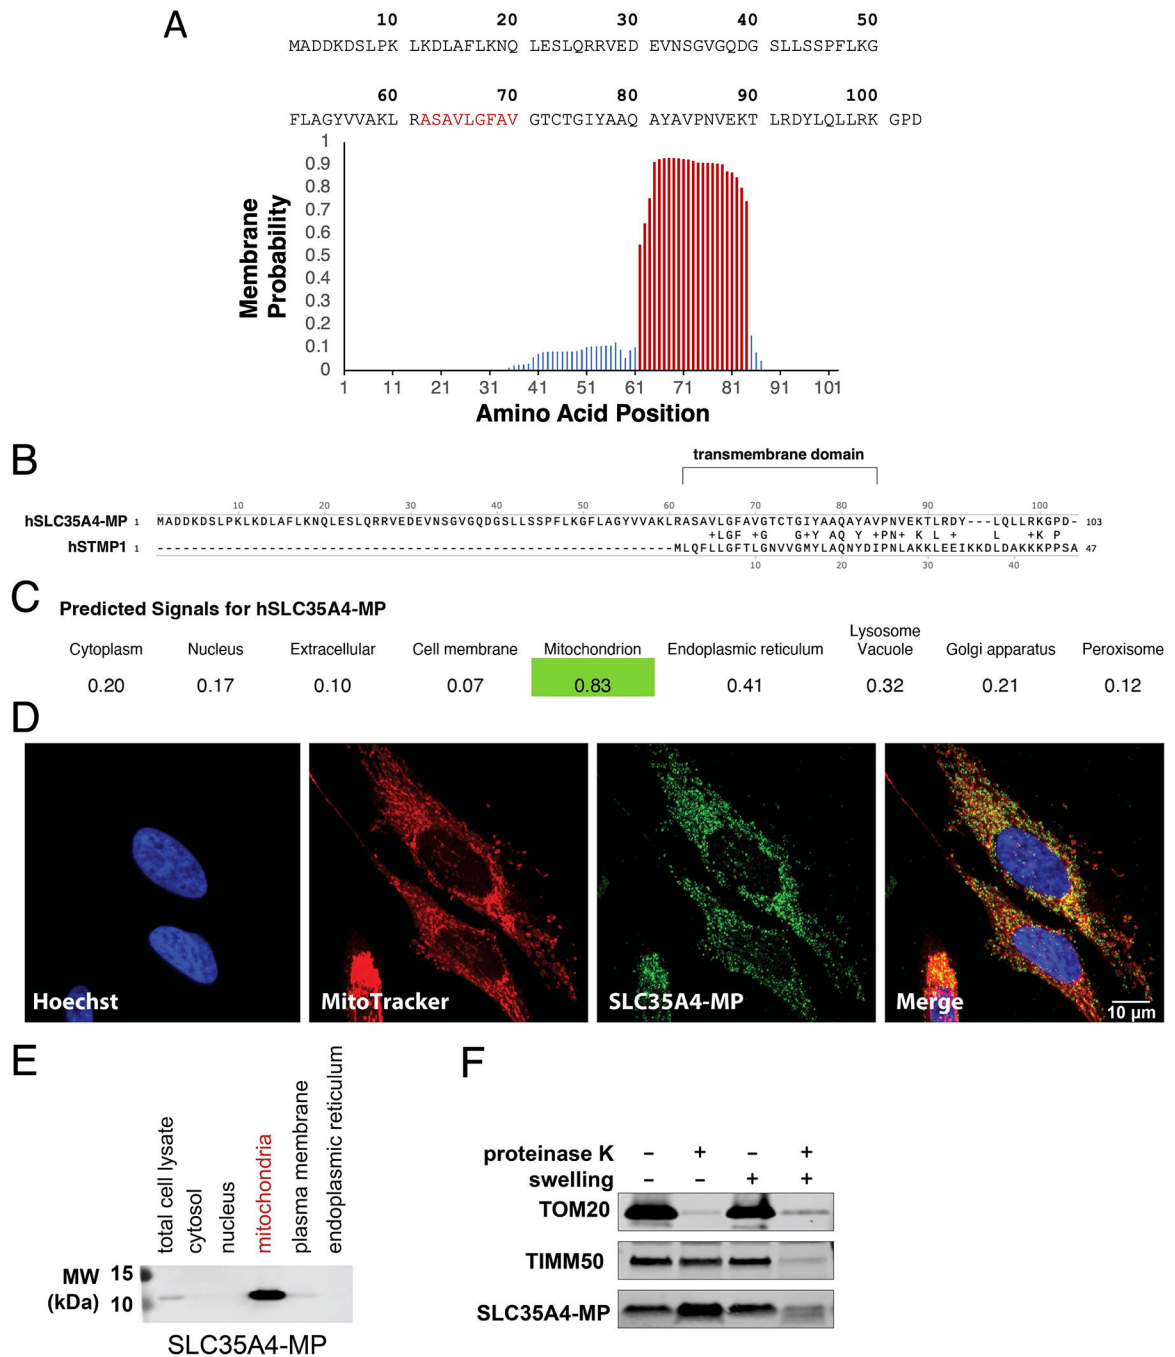 A
10 20 30 40 50
MADDKDSLPK LKDLAFLKNQ LESLQRRVED EVNSGVGQDG SLLSSPFLKG
60 70 80 90 100
FLAGYVVAKL RASAVLGFAV GTCTGIYAAQ AYAVPNVEKT LRDYLQLLRK GPD
Membrane
Probability
1
0.9
0.8
0.7
0.6
0.5
0.4
0.3
0.2
0.1
0
1 11 21 31 41 51 61 71 81 91 101
Amino Acid Position
B
transmembrane domain
10 20 30 40 50 60 70 80 90 100
hSLC35A4-MP 1 MADDKDSLPKLKDLAFLKNQLESLQRRVEDEVNSGVGQDGSLLSSPFLKGFLAGYVVAKLRASAVLGFAVGTCTGIYAAQAYAVPNVEKTLRDY---LQLLRKGPD- 103
+LGF +G G+Y AQ Y +PN+ K L + L +K P
hSTMP1 1 ------------------------------------------------------------MLQFLLGFTLGNVVGMYLAQNYDIPNLAKKLEEIKKDLDAKKKPPSA 47
10 20 30 40
C
Predicted Signals for hSLC35A4-MP
Cytoplasm Nucleus Extracellular Cell membrane Mitochondrion Endoplasmic reticulum Lysosome Vacuole Golgi apparatus Peroxisome
0.20 0.17 0.10 0.07 0.83 0.41 0.32 0.21 0.12
D
Hoechst MitoTracker SLC35A4-MP Merge
10 μm
E
total cell lysate
cytosol
nucleus
mitochondria
plasma membrane
endoplasmic reticulum
MW
(kDa)
15
10
SLC35A4-MP
F
proteinase K – + – +
swelling – – + +
TOM20
TIMM50
SLC35A4-MP